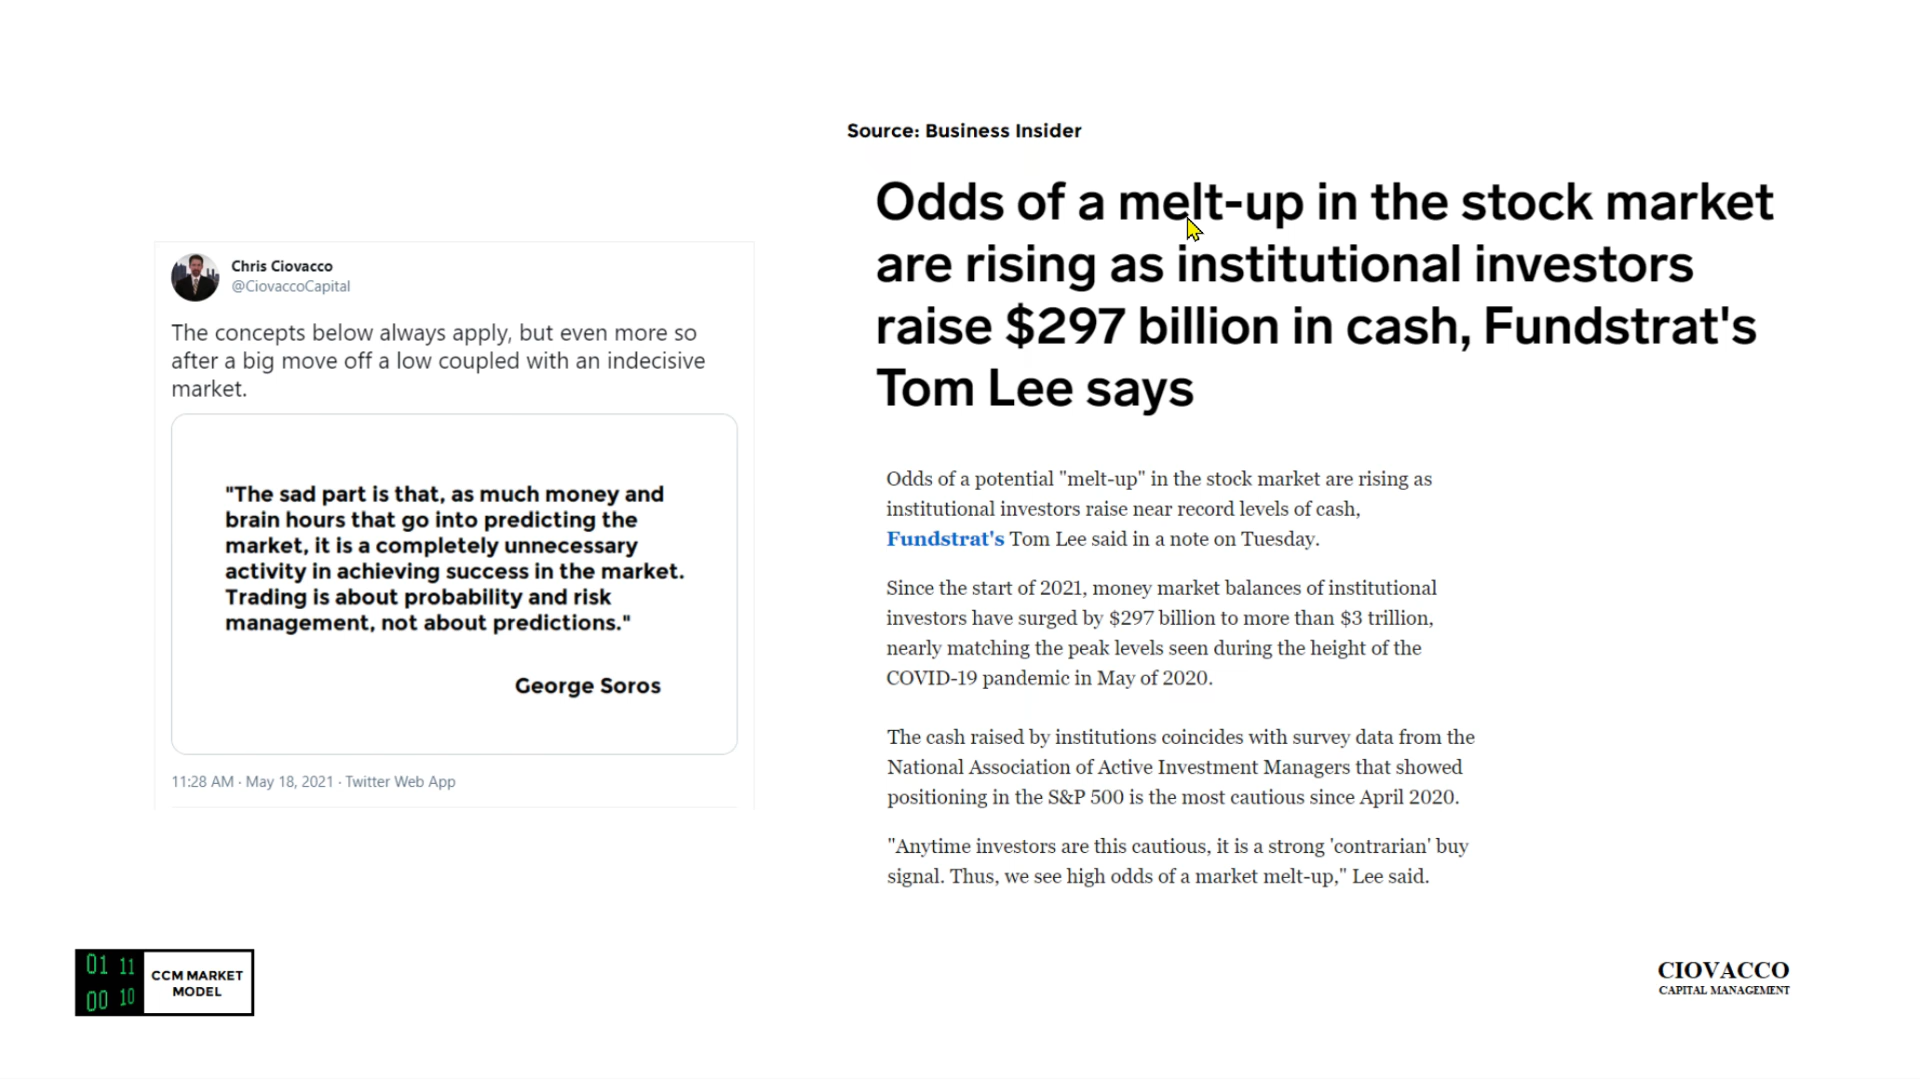 Source: Business Insider
Odds of a melt-up in the stock market
are rising as institutional investors
raise $297 billion in cash, Fundstrat's
Tom Lee says
Chris Ciovacco
@CiovaccoCapital
The concepts below always apply, but even more so
after a big move off a low coupled with an indecisive
market.
"The sad part is that, as much money and
brain hours that go into predicting the
market, it is a completely unnecessary
activity in achieving success in the market.
Trading is about probability and risk
management, not about predictions."
George Soros
11:28 AM · May 18, 2021 · Twitter Web App
Odds of a potential "melt-up" in the stock market are rising as
institutional investors raise near record levels of cash,
Fundstrat's Tom Lee said in a note on Tuesday.
Since the start of 2021, money market balances of institutional
investors have surged by $297 billion to more than $3 trillion,
nearly matching the peak levels seen during the height of the
COVID-19 pandemic in May of 2020.
The cash raised by institutions coincides with survey data from the
National Association of Active Investment Managers that showed
positioning in the S&P 500 is the most cautious since April 2020.
"Anytime investors are this cautious, it is a strong 'contrarian' buy
signal. Thus, we see high odds of a market melt-up," Lee said.
01 11
00 10
CCM MARKET
MODEL
CIOVACCO
CAPITAL MANAGEMENT